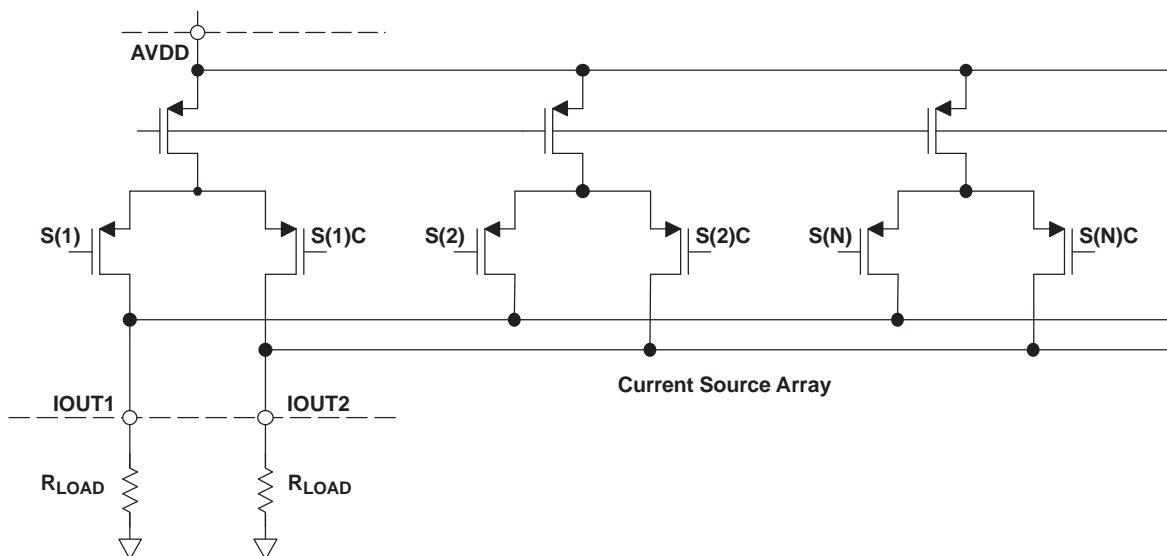 AVDD
S(1)
S(1)C
S(2)
S(2)C
S(N)
S(N)C
Current Source Array
IOUT1
IOUT2
RLOAD
RLOAD